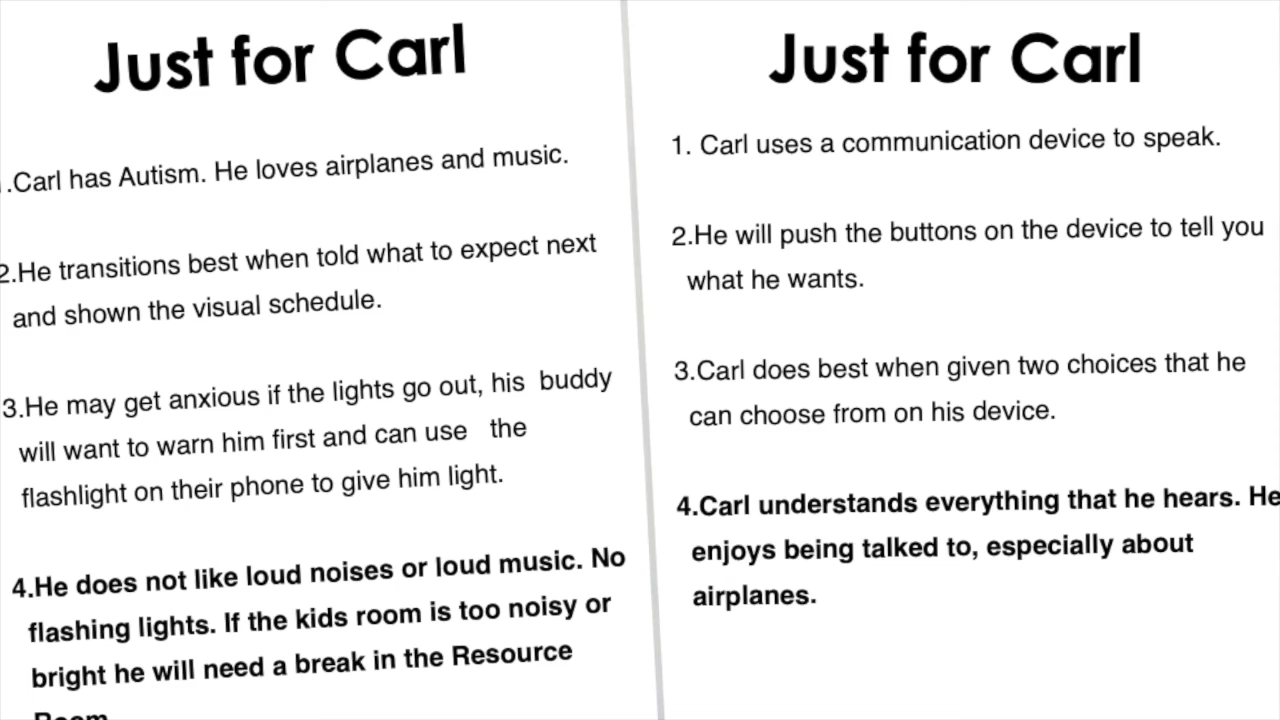 Just for Carl
.Carl has Autism. He loves airplanes and music.
2.He transitions best when told what to expect next
and shown the visual schedule.
3.He may get anxious if the lights go out, his buddy
will want to warn him first and can use the
flashlight on their phone to give him light.
4.He does not like loud noises or loud music. No
flashing lights. If the kids room is too noisy or
bright he will need a break in the Resource
Room
Just for Carl
1. Carl uses a communication device to speak.
2.He will push the buttons on the device to tell you
what he wants.
3.Carl does best when given two choices that he
can choose from on his device.
4.Carl understands everything that he hears. He
enjoys being talked to, especially about
airplanes.